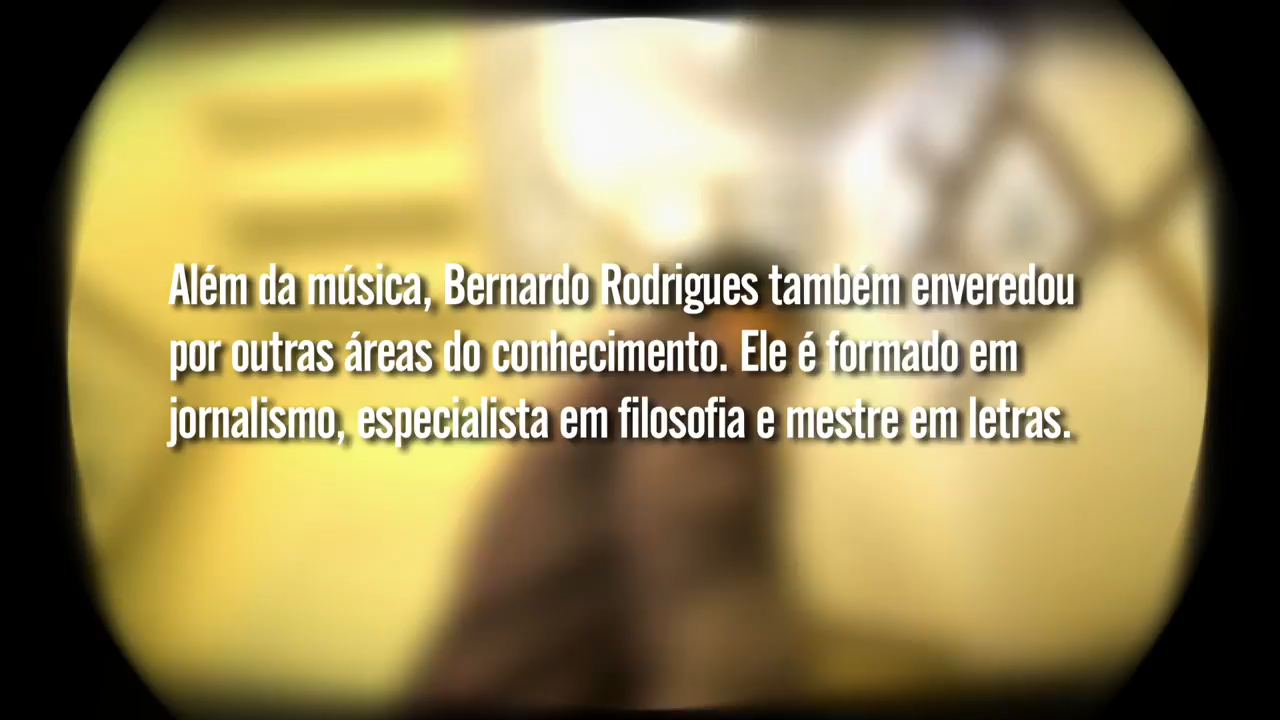 Além da música, Bernardo Rodrigues também enveredou
por outras áreas do conhecimento. Ele é formado em
jornalismo, especialista em filosofia e mestre em letras.